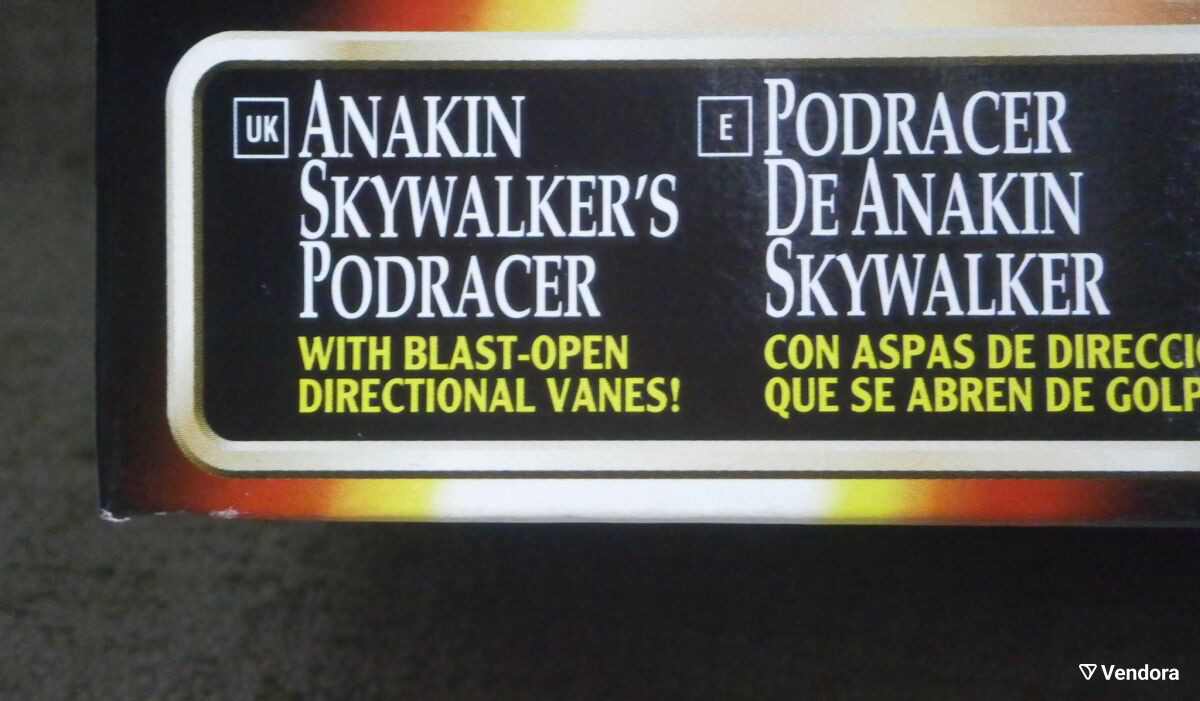 UK
ANAKIN
SKYWALKER'S
PODRACER
WITH BLAST-OPEN
DIRECTIONAL VANES!
E
PODRACER
DE ANAKIN
SKYWALKER
CON ASPAS DE
QUE SE ABREN DE
Vendora